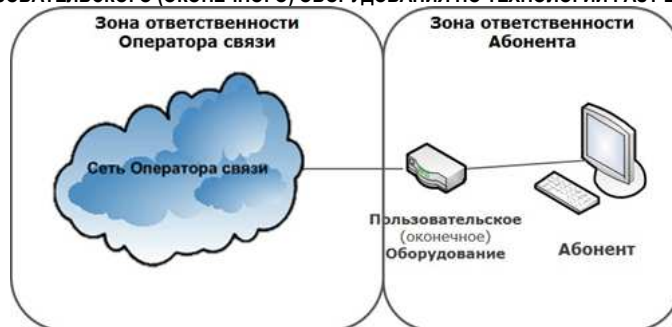 Зона ответственности
Оператора связи
Зона ответственности
Абонента
Сеть Оператора связи
Пользовательское
(оконечное)
Оборудование
Абонент